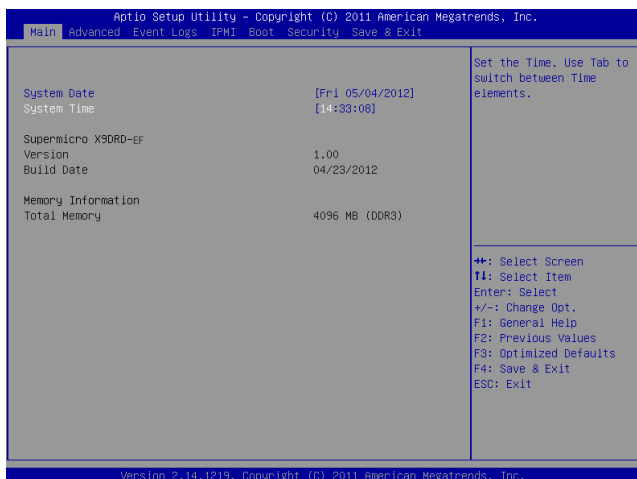 Aptio Setup Utility – Copyright (C) 2011 American Megatrends, Inc.
Main Advanced Event Logs IPMI Boot Security Save & Exit
Set the Time. Use Tab to
switch between Time
elements.
System Date [Fri 05/04/2012]
System Time [14:33:08]
Supermicro X9DRD-EF
Version 1.00
Build Date 04/23/2012
Memory Information
Total Memory 4096 MB (DDR3)
→←: Select Screen
↑↓: Select Item
Enter: Select
+/-: Change Opt.
F1: General Help
F2: Previous Values
F3: Optimized Defaults
F4: Save & Exit
ESC: Exit
Version 2.14.1219. Copyright (C) 2011 American Megatrends, Inc.